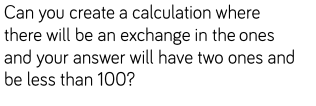 Can you create a calculation where
there will be an exchange in the ones
and your answer will have two ones and
be less than 100?